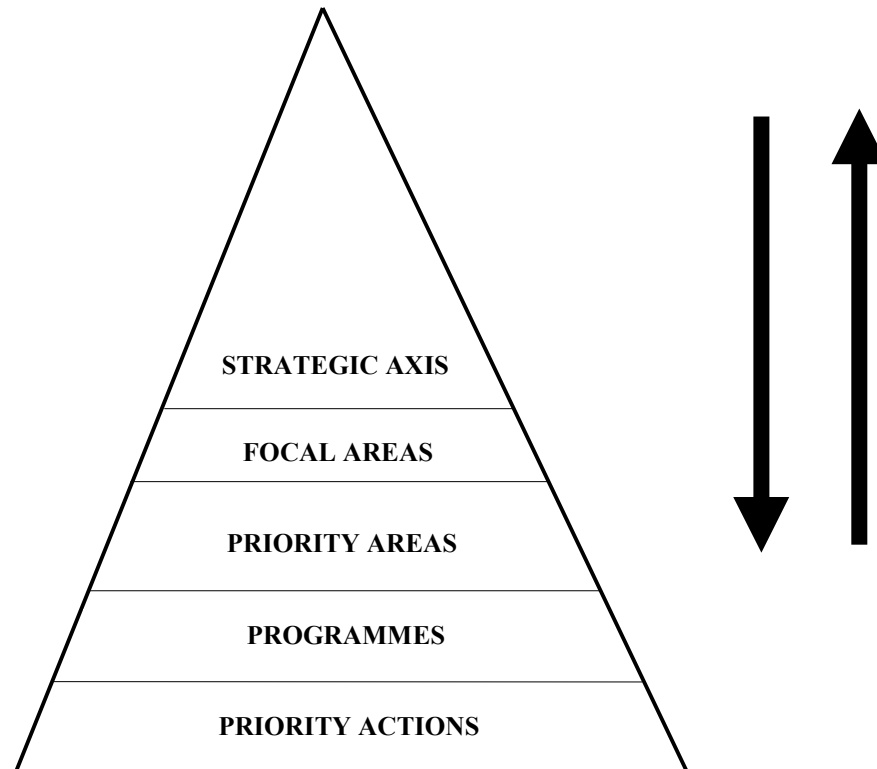 STRATEGIC AXIS
FOCAL AREAS
PRIORITY AREAS
PROGRAMMES
PRIORITY ACTIONS